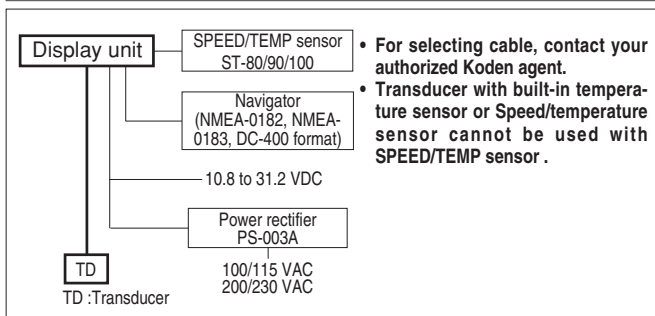 Display unit
SPEED/TEMP sensor
ST-80/90/100
Navigator
(NMEA-0182, NMEA-
0183, DC-400 format)
10.8 to 31.2 VDC
Power rectifier
PS-003A
100/115 VAC
200/230 VAC
TD
TD :Transducer
• For selecting cable, contact your
authorized Koden agent.
• Transducer with built-in tempera-
ture sensor or Speed/temperature
sensor cannot be used with
SPEED/TEMP sensor .